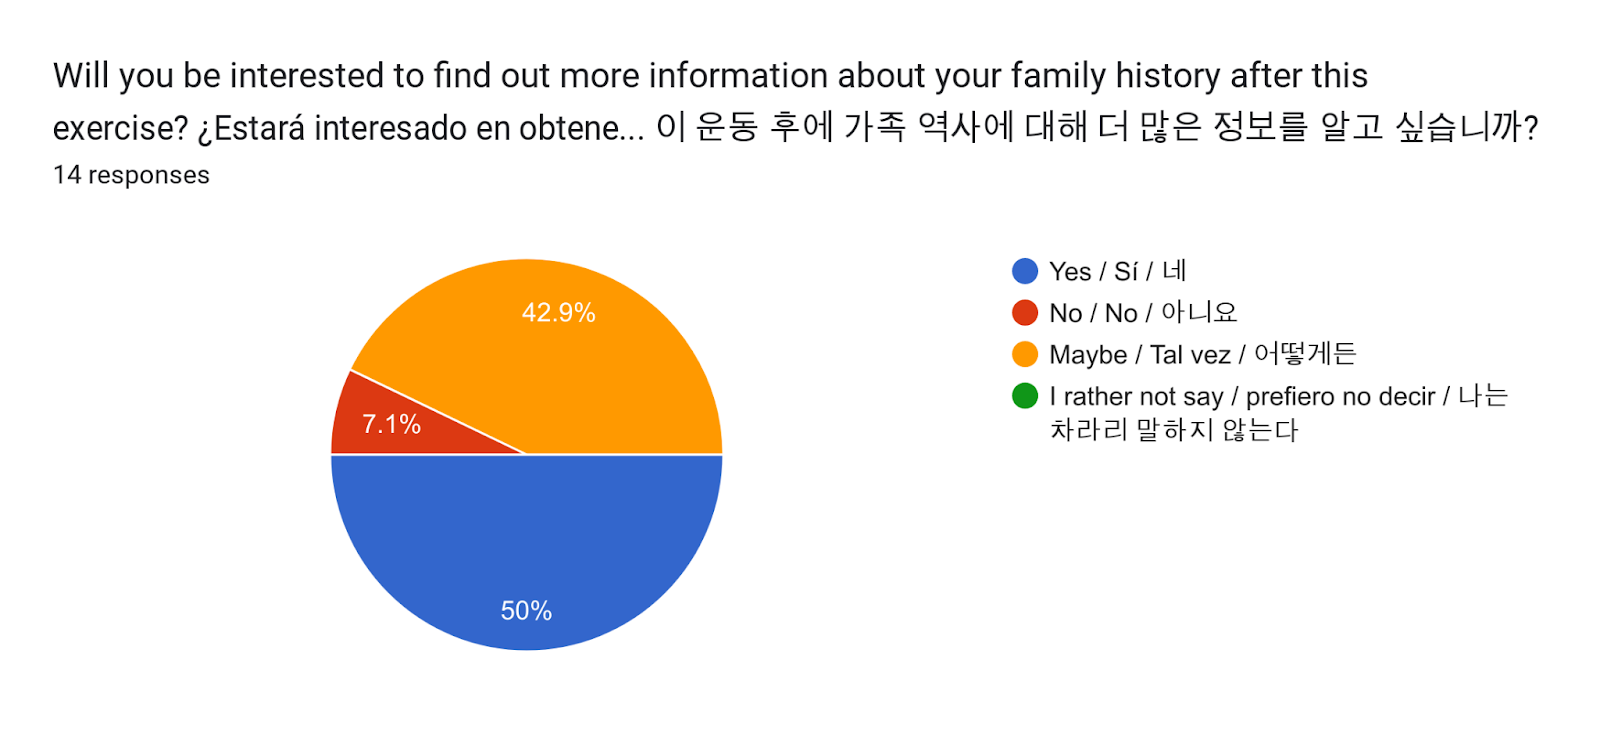 Will you be interested to find out more information about your family history after this
exercise? ¿Estará interesado en obtene... 이 운동 후에 가족 역사에 대해 더 많은 정보를 알고 싶습니까?
14 responses
42.9%
7.1%
50%
Yes / Sí / 네
No / No / 아니요
Maybe / Tal vez / 어떻게든
I rather not say / prefiero no decir / 나는
차라리 말하지 않는다